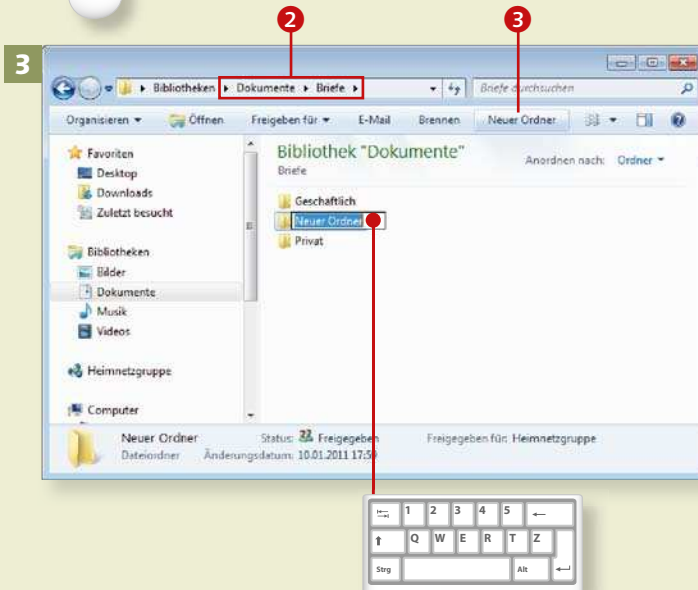 2 3
3
Bibliotheken Dokumente Briefe Briefe durchsuchen
Organisieren Öffnen Freigeben für E-Mail Brennen Neuer Ordner
Favoriten
Desktop
Downloads
Zuletzt besucht
Bibliotheken
Bilder
Dokumente
Musik
Videos
Heimnetzgruppe
Computer
Bibliothek "Dokumente"
Briefe
Anordnen nach: Ordner
Geschäftlich
Neuer Ordner
Privat
Neuer Ordner Status: Freigegeben Freigegeben für: Heimnetzgruppe
Dateiordner Änderungsdatum: 10.01.2011 17:59
1 2 3 4 5
Q W E R T Z
Strg Alt